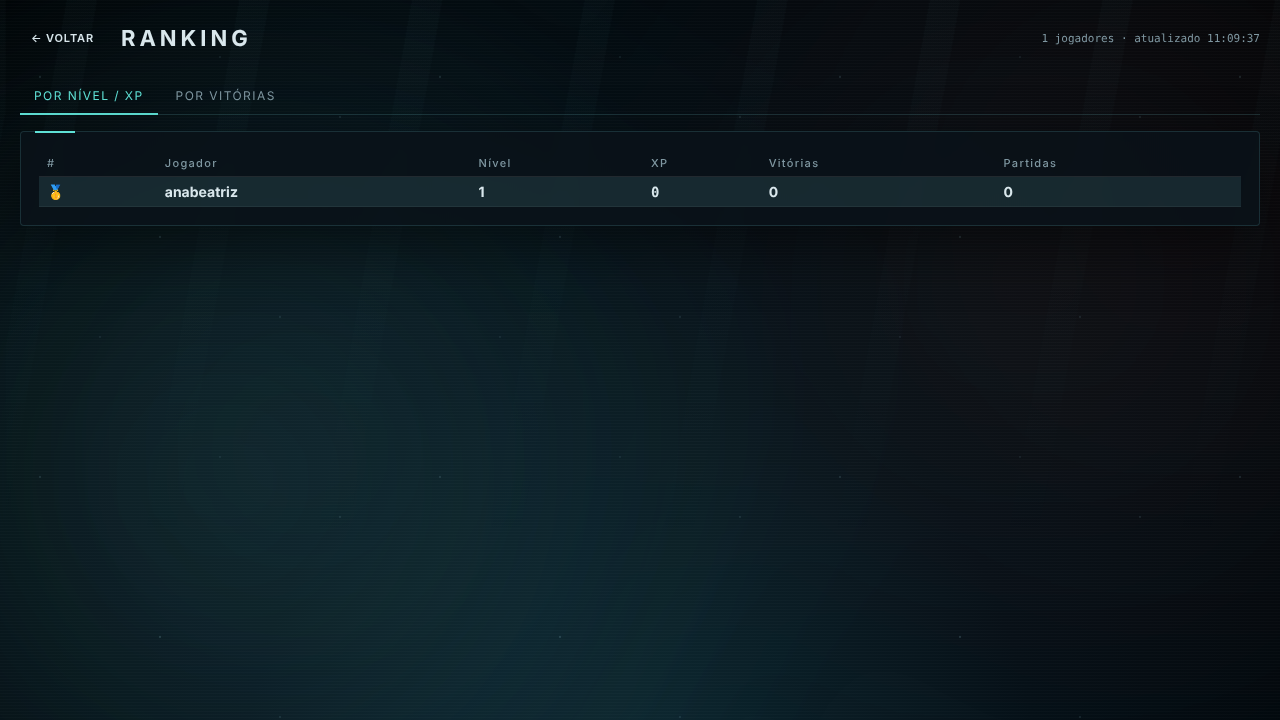 ← VOLTAR RANKING 1 jogadores · atualizado 11:09:37
POR NÍVEL / XP POR VITÓRIAS
# Jogador Nível XP Vitórias Partidas
🥇 anabeatriz 1 0 0 0